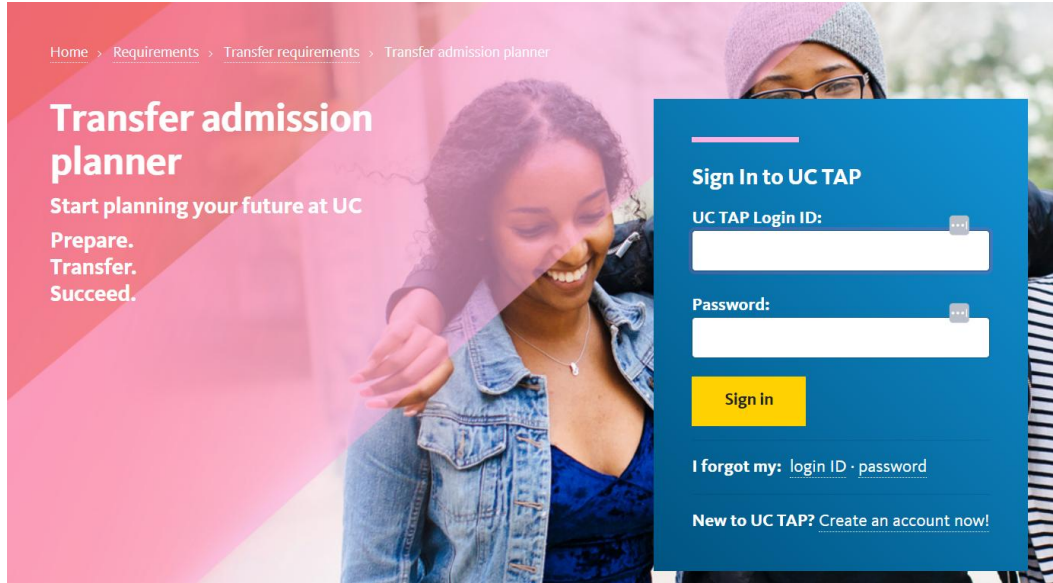 Home > Requirements > Transfer requirements > Transfer admission planner
Transfer admission
planner
Start planning your future at UC
Prepare.
Transfer.
Succeed.
Sign In to UC TAP
UC TAP Login ID:
Password:
Sign in
I forgot my: login ID · password
New to UC TAP? Create an account now!